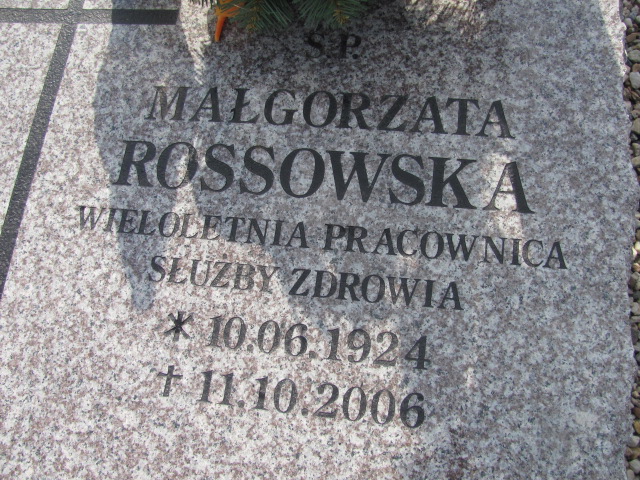 Ś.P.
MAŁGORZATA
ROSSOWSKA
WIELOLETNIA PRACOWNICA
SŁUŻBY ZDROWIA
* 10.06.1924
† 11.10.2006